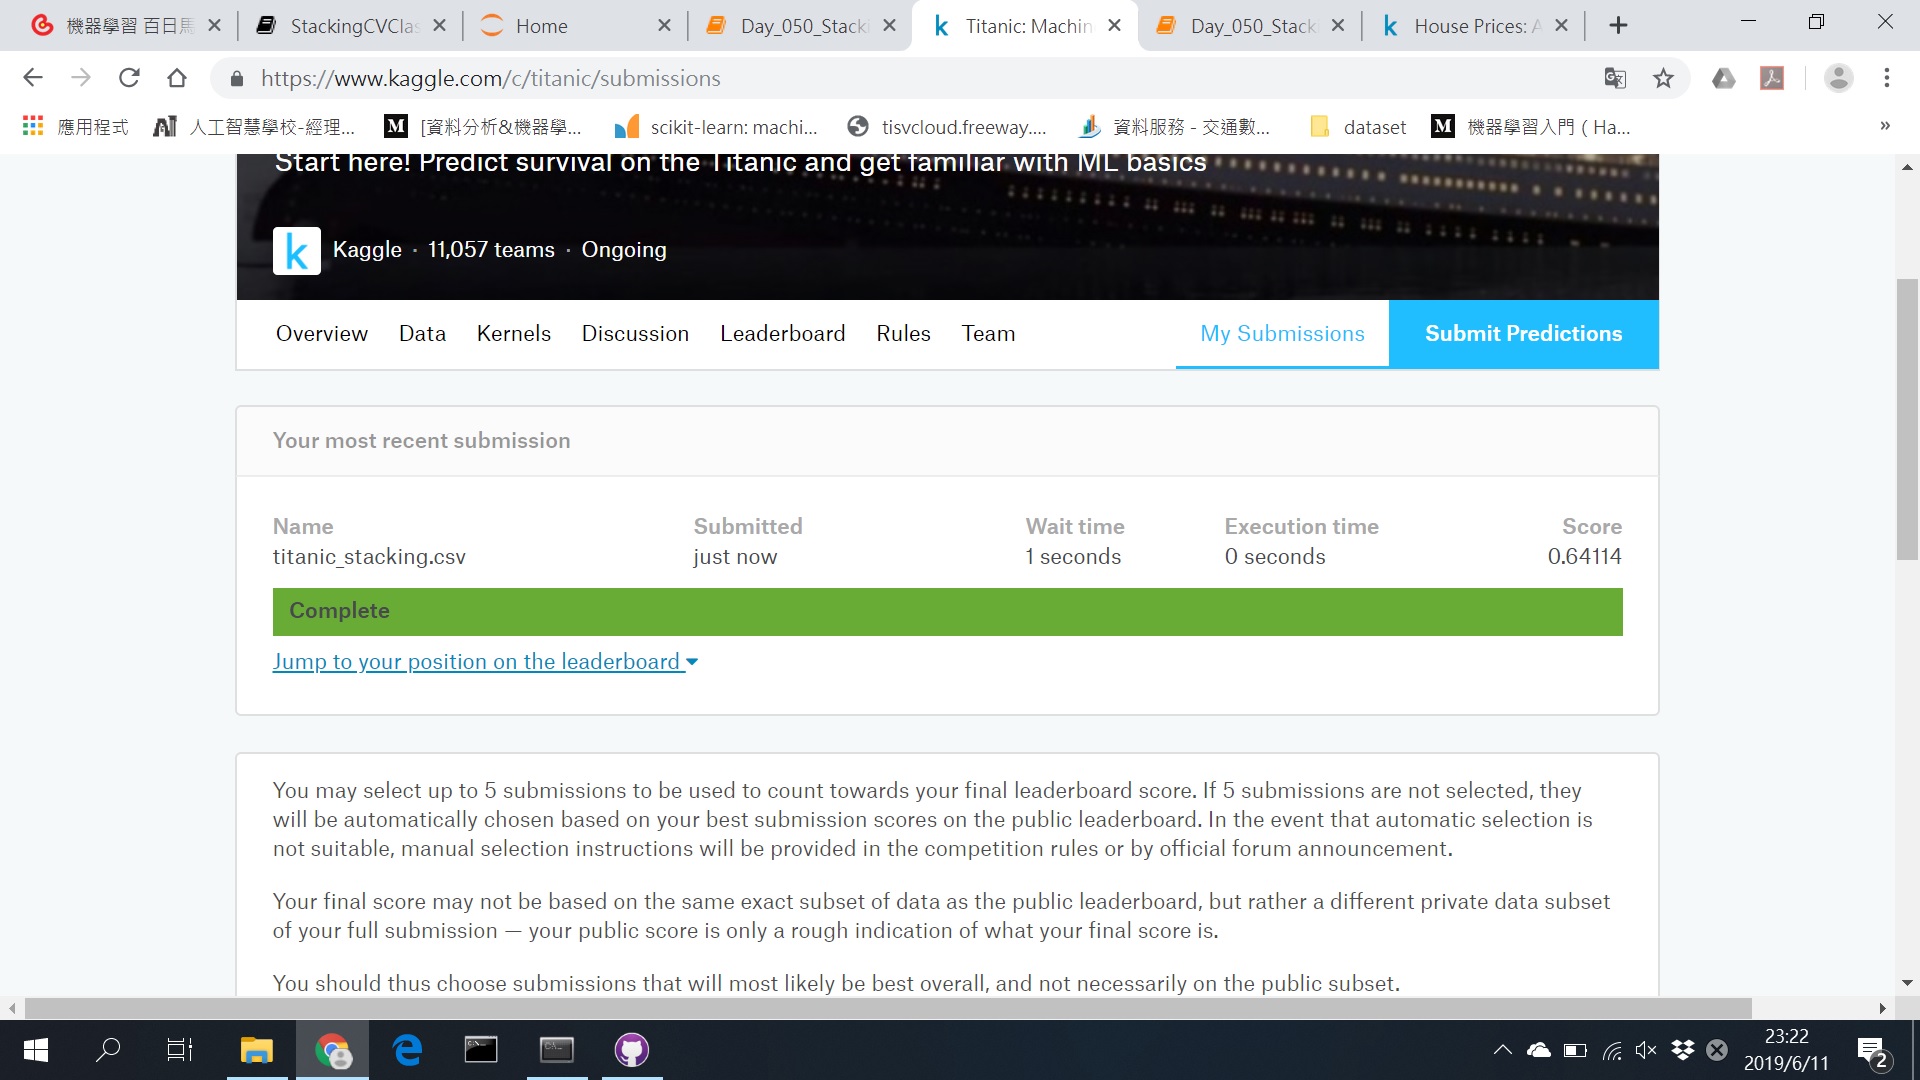 機器學習 百日馬
StackingCVClas
Home
Day_050_Stacki
Titanic: Machin
Day_050_Stack
House Prices: A
https://www.kaggle.com/c/titanic/submissions
應用程式
人工智慧學校-經理...
[資料分析&機器學...
scikit-learn: machi...
tisvcloud.freeway....
資料服務 - 交通數...
dataset
機器學習入門 ( Ha...
»
Start here! Predict survival on the Titanic and get familiar with ML basics
Kaggle · 11,057 teams · Ongoing
Overview Data Kernels Discussion Leaderboard Rules Team My Submissions Submit Predictions
Your most recent submission
Name Submitted Wait time Execution time Score
titanic_stacking.csv just now 1 seconds 0 seconds 0.64114
Complete
Jump to your position on the leaderboard
You may select up to 5 submissions to be used to count towards your final leaderboard score. If 5 submissions are not selected, they
will be automatically chosen based on your best submission scores on the public leaderboard. In the event that automatic selection is
not suitable, manual selection instructions will be provided in the competition rules or by official forum announcement.
Your final score may not be based on the same exact subset of data as the public leaderboard, but rather a different private data subset
of your full submission — your public score is only a rough indication of what your final score is.
You should thus choose submissions that will most likely be best overall, and not necessarily on the public subset.
23:22
2019/6/11
2